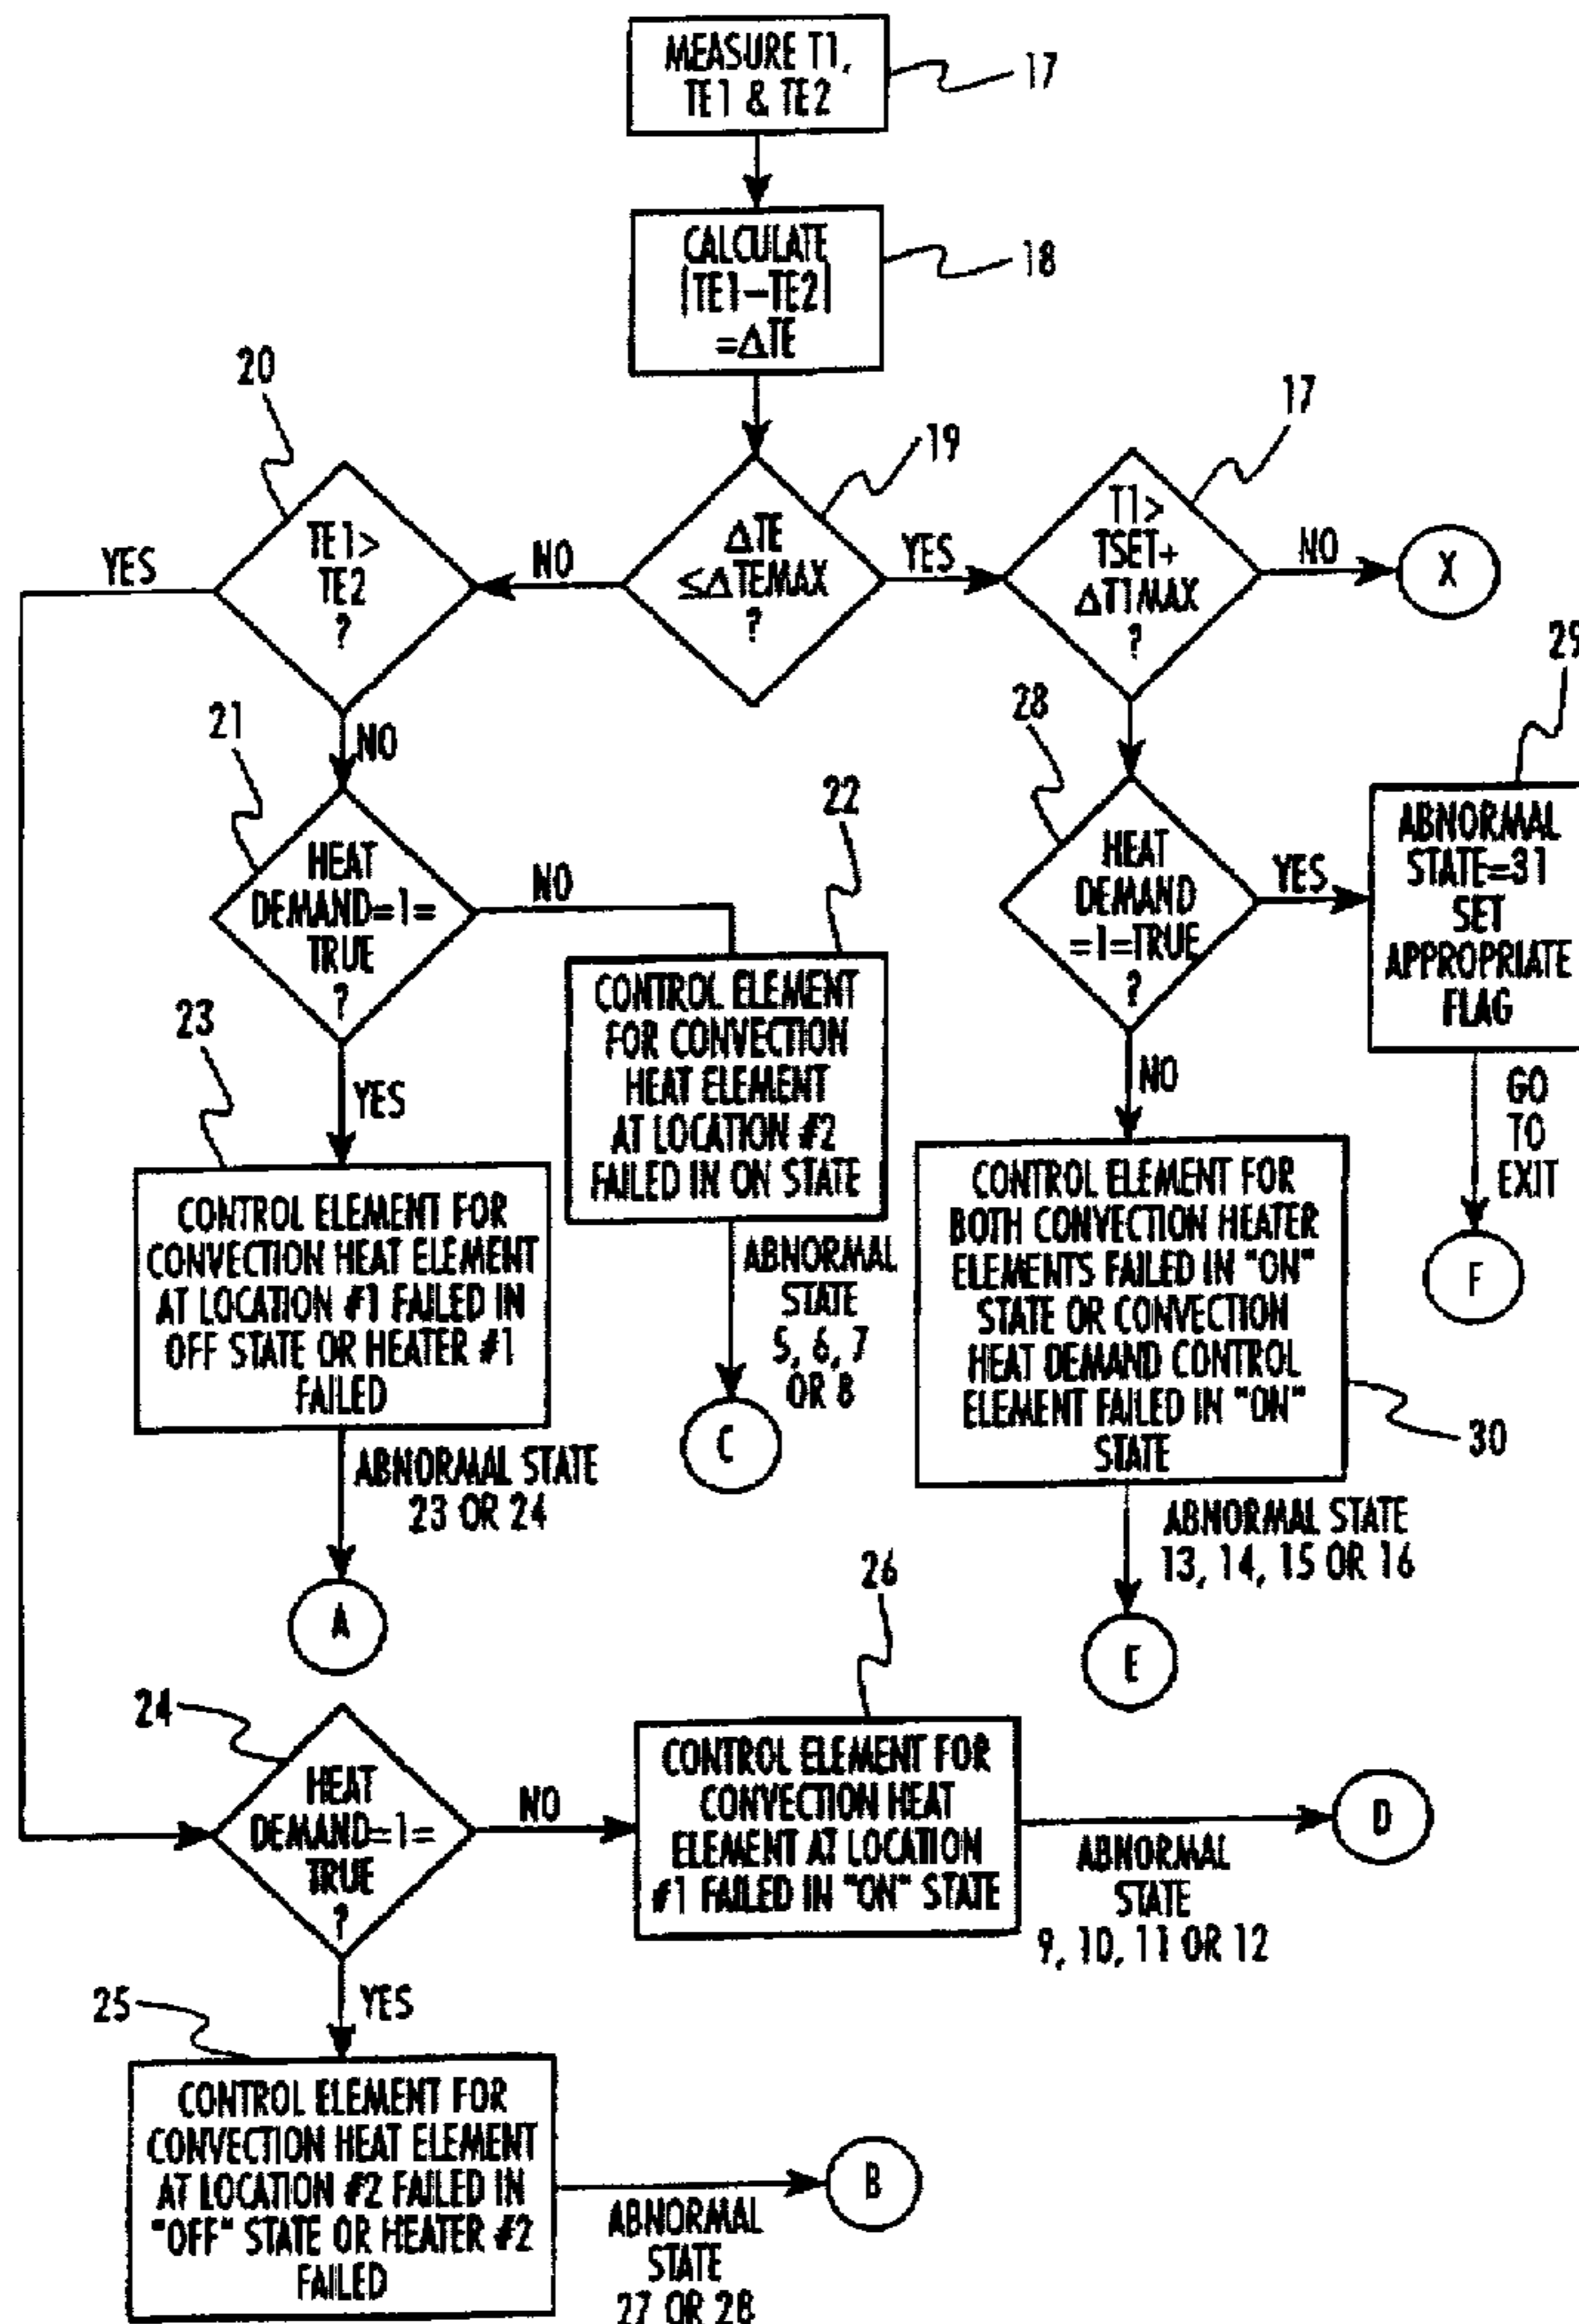 MEASURE T1,
TE1 & TE2
17
CALCULATE
|TE1-TE2|
=ΔTE
18
20
TE1>
TE2
?
YES
NO
19
ΔTE
≤ΔTEMAX
?
NO
YES
17
T1>
TSET+
ΔT1MAX
?
NO
X
21
HEAT
DEMAND=1=
TRUE
?
NO
YES
22
CONTROL ELEMENT
FOR CONVECTION
HEAT ELEMENT
AT LOCATION #2
FAILED IN ON STATE
ABNORMAL
STATE
5, 6, 7
OR 8
C
28
HEAT
DEMAND
=1=TRUE
?
YES
NO
29
ABNORMAL
STATE=31
SET
APPROPRIATE
FLAG
GO
TO
EXIT
F
23
CONTROL ELEMENT FOR
CONVECTION HEAT ELEMENT
AT LOCATION #1 FAILED IN
OFF STATE OR HEATER #1
FAILED
ABNORMAL STATE
23 OR 24
A
CONTROL ELEMENT FOR
BOTH CONVECTION HEATER
ELEMENTS FAILED IN "ON"
STATE OR CONVECTION
HEAT DEMAND CONTROL
ELEMENT FAILED IN "ON"
STATE
30
ABNORMAL STATE
13, 14, 15 OR 16
E
24
HEAT
DEMAND=1=
TRUE
?
NO
YES
26
CONTROL ELEMENT FOR
CONVECTION HEAT
ELEMENT AT LOCATION
#1 FAILED IN "ON" STATE
ABNORMAL
STATE
9, 10, 11 OR 12
D
25
CONTROL ELEMENT FOR
CONVECTION HEAT ELEMENT
AT LOCATION #2 FAILED IN
"OFF" STATE OR HEATER #2
FAILED
ABNORMAL
STATE
27 OR 28
B